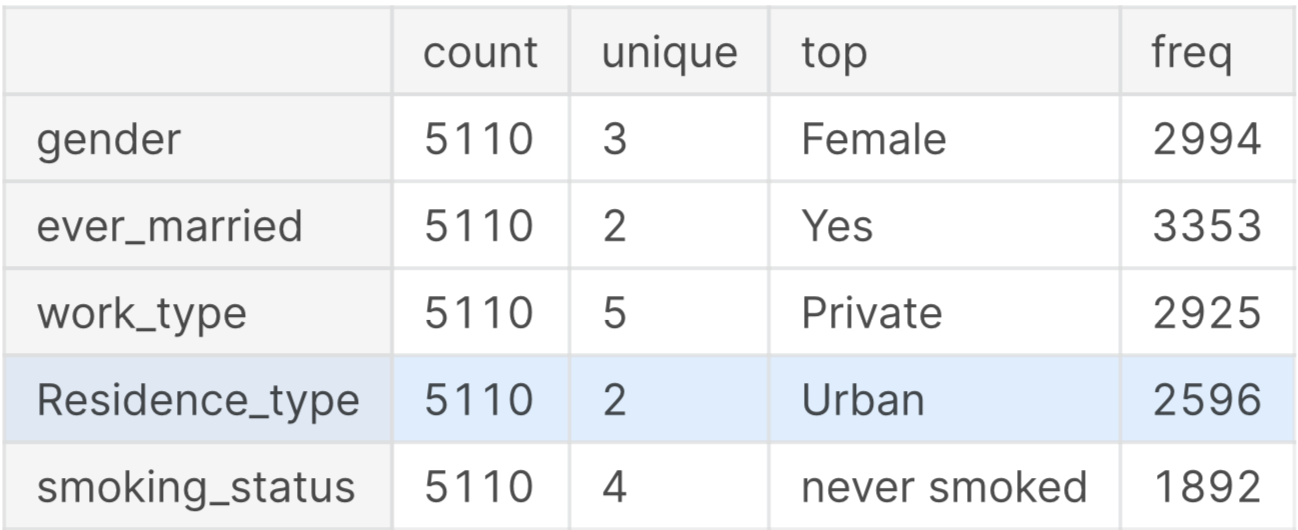 count unique top freq
gender 5110 3 Female 2994
ever_married 5110 2 Yes 3353
work_type 5110 5 Private 2925
Residence_type 5110 2 Urban 2596
smoking_status 5110 4 never smoked 1892